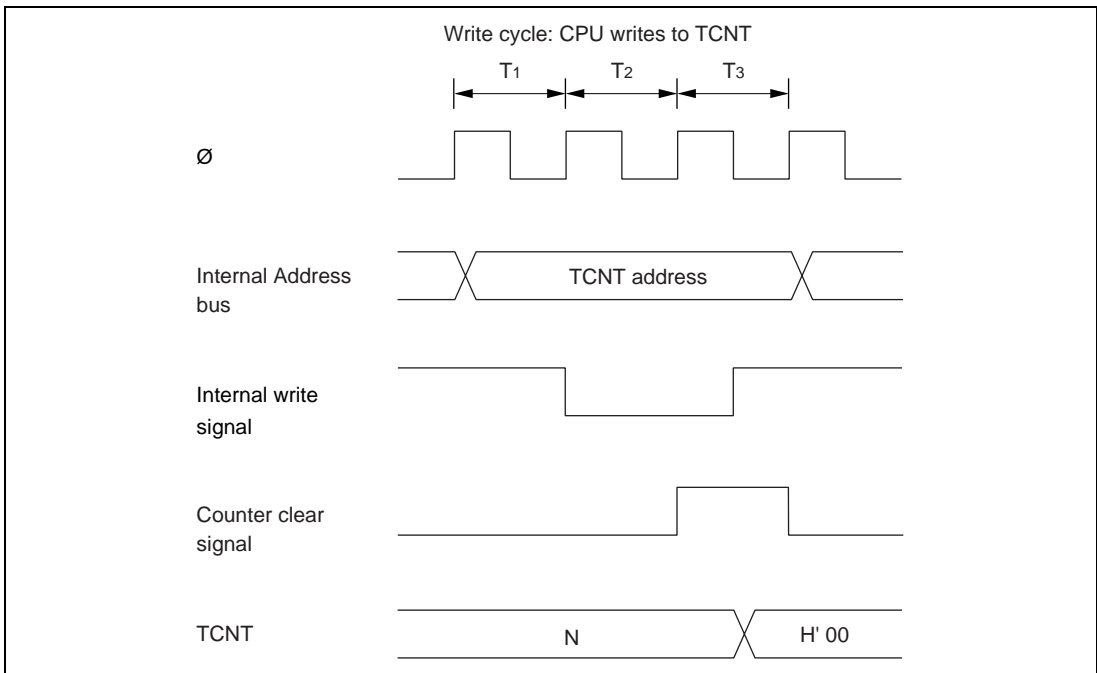 Write cycle: CPU writes to TCNT
T1 T2 T3
Ø
Internal Address
bus
TCNT address
Internal write
signal
Counter clear
signal
TCNT
N
H' 00